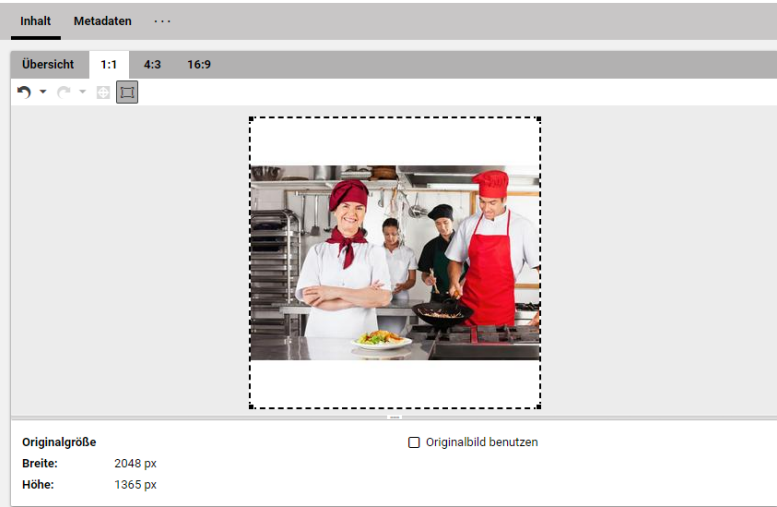 Inhalt Metadaten ...
Übersicht 1:1 4:3 16:9
Originalgröße
Originalbild benutzen
Breite: 2048 px
Höhe: 1365 px